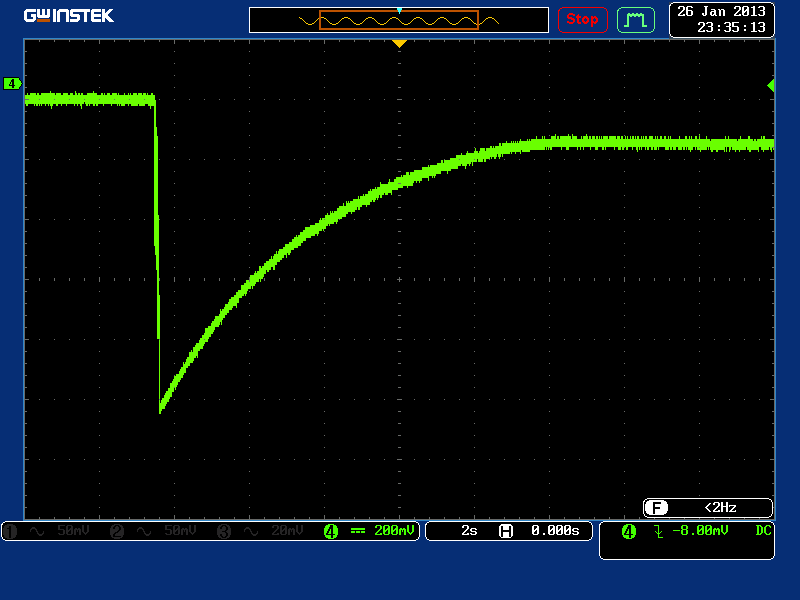 GWINSTEK
Stop
26 Jan 2013
23:35:13
4
F <2Hz
1 50mV 2 50mV 3 20mV 4 200mV
2s H 0.000s
4 -8.00mV DC